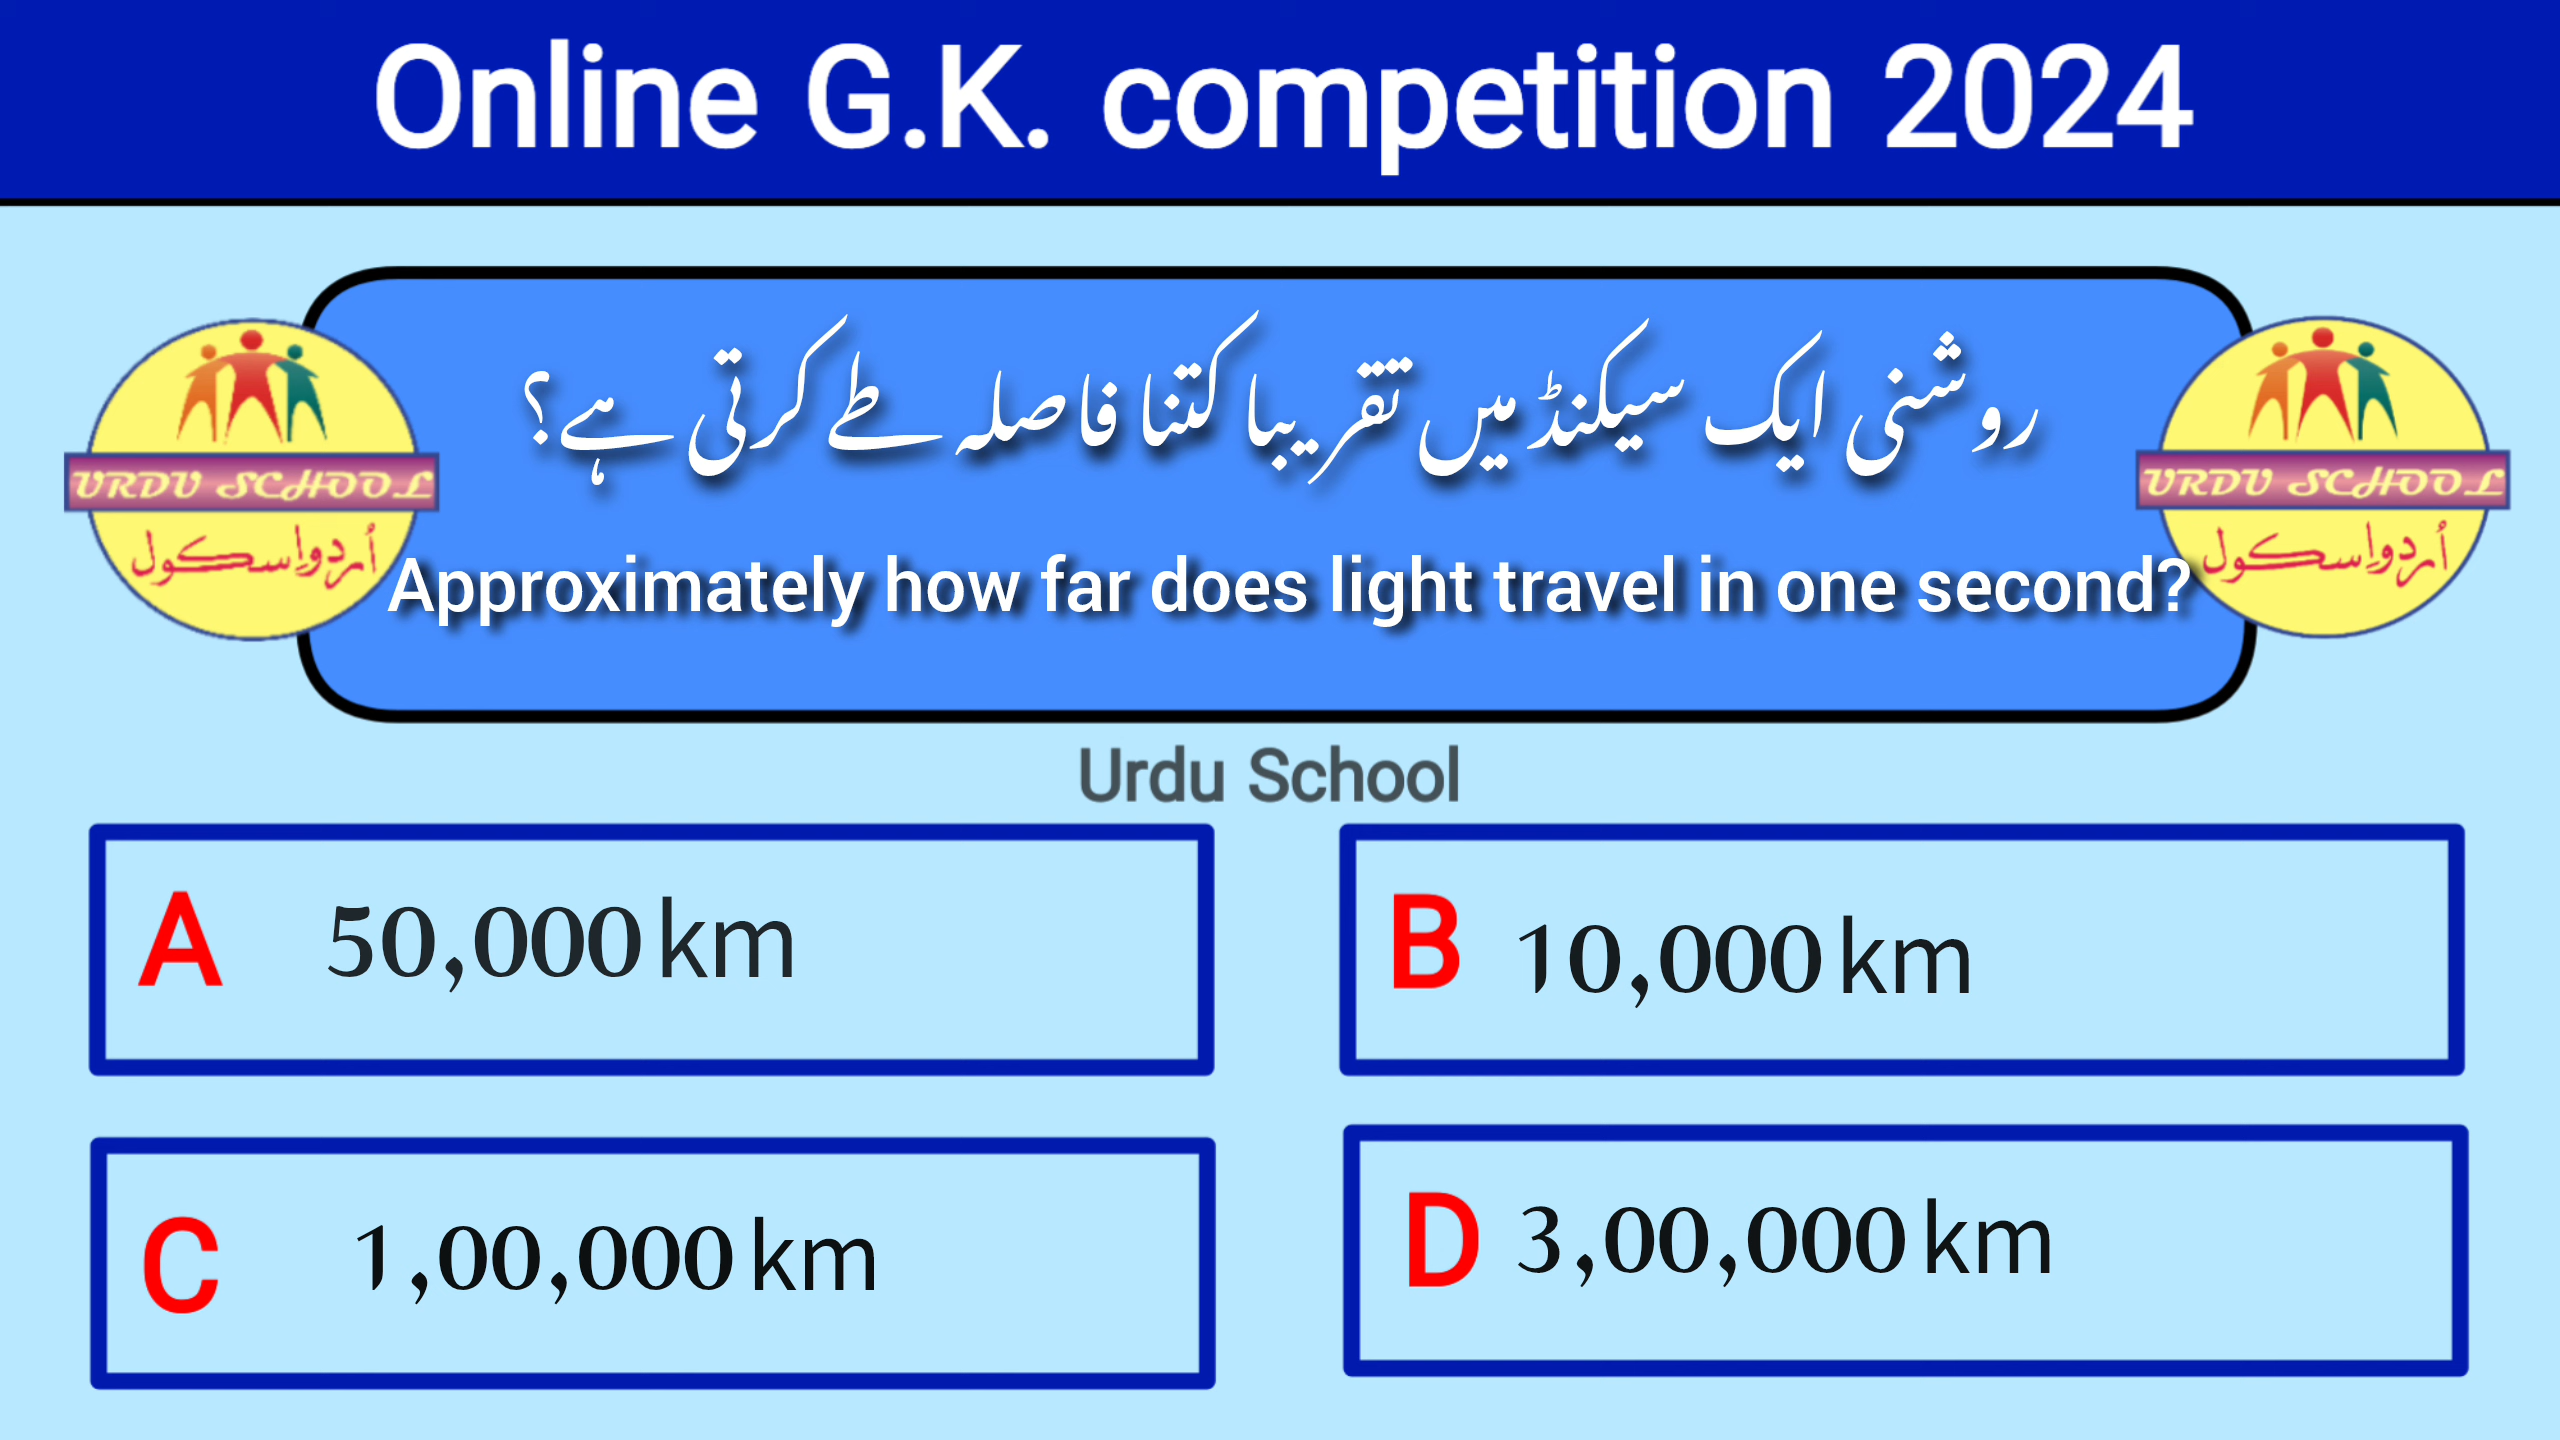 Online G.K. competition 2024
روشنی ایک سیکنڈ میں تقریبا کتنا فاصلہ طے کرتی ہے؟
URDU SCHOOL
اُردو اِسکول
URDU SCHOOL
اُردو اِسکول
Approximately how far does light travel in one second?
Urdu School
A 50,000 km
B 10,000 km
C 1,00,000 km
D 3,00,000 km